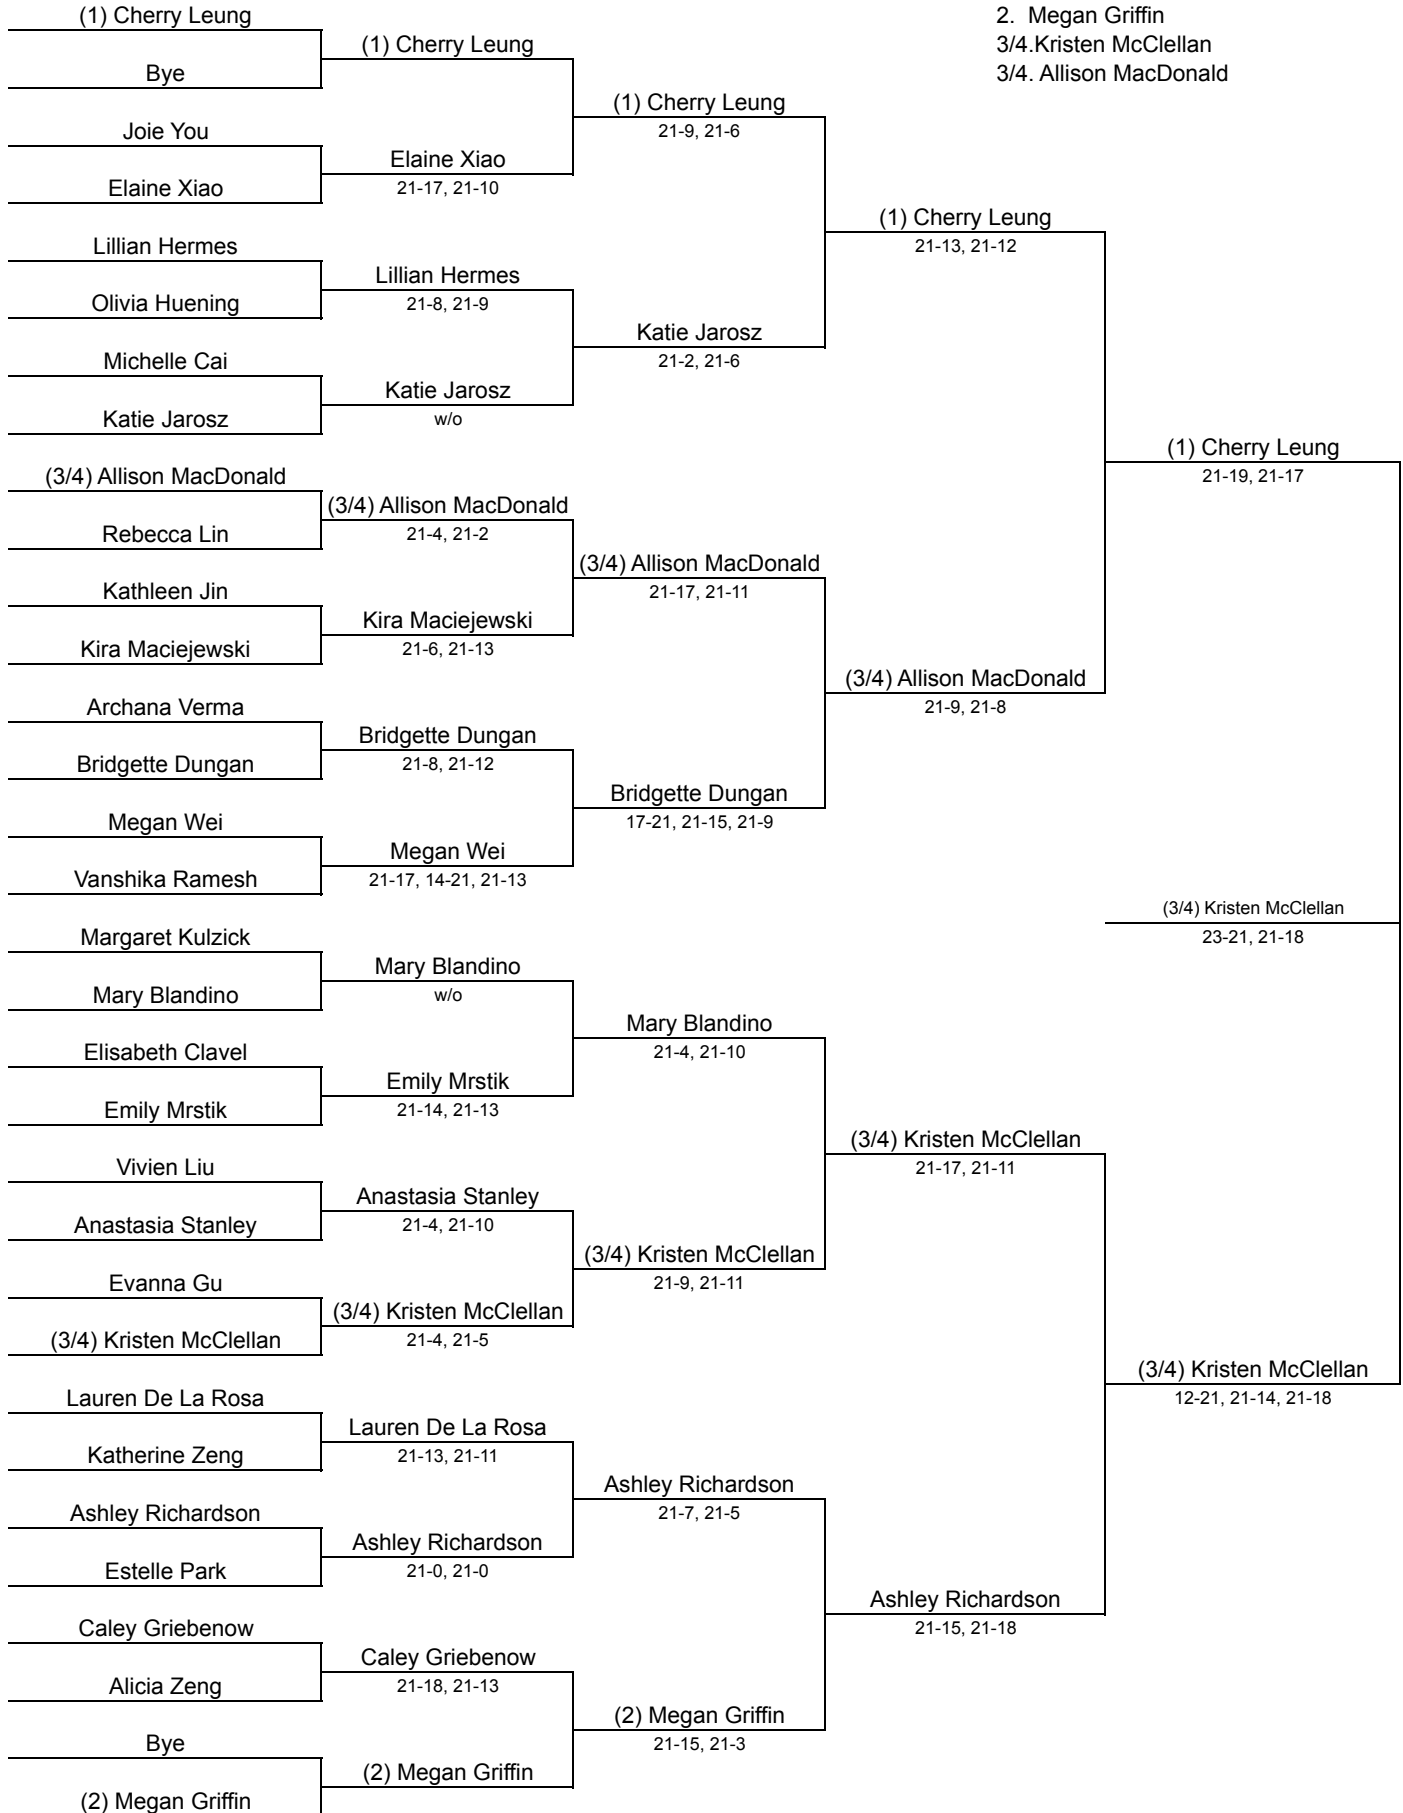 (1) Cherry Leung
2. Megan Griffin
3/4.Kristen McClellan
3/4. Allison MacDonald
Bye
Joie You
Elaine Xiao
Lillian Hermes
Olivia Huening
Michelle Cai
Katie Jarosz
(3/4) Allison MacDonald
Rebecca Lin
Kathleen Jin
Kira Maciejewski
Archana Verma
Bridgette Dungan
Megan Wei
Vanshika Ramesh
Margaret Kulzick
Mary Blandino
Elisabeth Clavel
Emily Mrstik
Vivien Liu
Anastasia Stanley
Evanna Gu
(3/4) Kristen McClellan
Lauren De La Rosa
Katherine Zeng
Ashley Richardson
Estelle Park
Caley Griebenow
Alicia Zeng
Bye
(2) Megan Griffin
(1) Cherry Leung
Elaine Xiao
21-17, 21-10
Lillian Hermes
21-8, 21-9
Katie Jarosz
w/o
(3/4) Allison MacDonald
21-4, 21-2
Kira Maciejewski
21-6, 21-13
Bridgette Dungan
21-8, 21-12
Megan Wei
21-17, 14-21, 21-13
Mary Blandino
w/o
Emily Mrstik
21-14, 21-13
Anastasia Stanley
21-4, 21-10
(3/4) Kristen McClellan
21-4, 21-5
Lauren De La Rosa
21-13, 21-11
Ashley Richardson
21-0, 21-0
Caley Griebenow
21-18, 21-13
(2) Megan Griffin
(1) Cherry Leung
21-9, 21-6
Katie Jarosz
21-2, 21-6
(3/4) Allison MacDonald
21-17, 21-11
Bridgette Dungan
17-21, 21-15, 21-9
Mary Blandino
21-4, 21-10
(3/4) Kristen McClellan
21-9, 21-11
Ashley Richardson
21-7, 21-5
(2) Megan Griffin
21-15, 21-3
(1) Cherry Leung
21-13, 21-12
(3/4) Allison MacDonald
21-9, 21-8
(3/4) Kristen McClellan
21-17, 21-11
Ashley Richardson
21-15, 21-18
(1) Cherry Leung
21-19, 21-17
(3/4) Kristen McClellan
12-21, 21-14, 21-18
(3/4) Kristen McClellan
23-21, 21-18